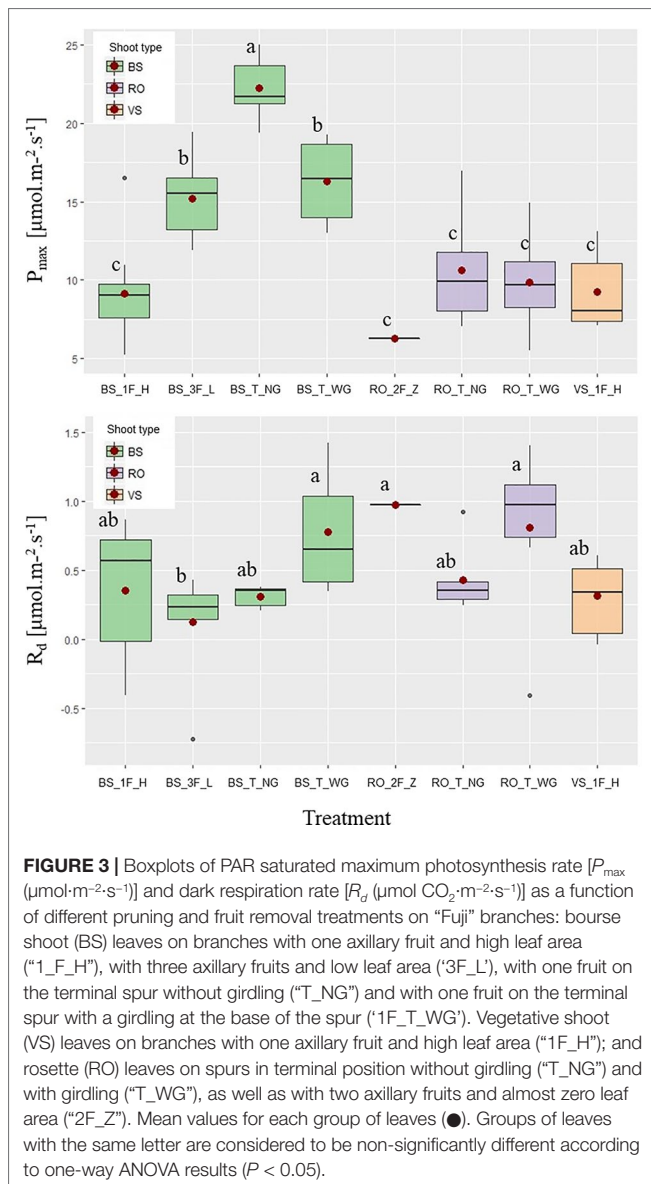 Shoot type
BS
RO
VS
a
b
b
c
c
c
c
c
25
20
15
10
5
Pmax [µmol.m-².s-¹]
BS_1F_H BS_3F_L BS_T_NG BS_T_WG RO_2F_Z RO_T_NG RO_T_WG VS_1F_H
Shoot type
BS
RO
VS
ab
b
ab
a
a
ab
a
ab
1.5
1.0
0.5
0.0
-0.5
Rd [µmol.m-².s-¹]
BS_1F_H BS_3F_L BS_T_NG BS_T_WG RO_2F_Z RO_T_NG RO_T_WG VS_1F_H
Treatment
FIGURE 3 | Boxplots of PAR saturated maximum photosynthesis rate [Pmax
(µmol·m−2·s−1)] and dark respiration rate [Rd (µmol CO2·m−2·s−1)] as a function
of different pruning and fruit removal treatments on “Fuji” branches: bourse
shoot (BS) leaves on branches with one axillary fruit and high leaf area
(“1_F_H”), with three axillary fruits and low leaf area (‘3F_L’), with one fruit on
the terminal spur without girdling (“T_NG”) and with one fruit on the terminal
spur with a girdling at the base of the spur (‘1F_T_WG’). Vegetative shoot
(VS) leaves on branches with one axillary fruit and high leaf area (“1F_H”); and
rosette (RO) leaves on spurs in terminal position without girdling (“T_NG”) and
with girdling (“T_WG”), as well as with two axillary fruits and almost zero leaf
area (“2F_Z”). Mean values for each group of leaves (●). Groups of leaves
with the same letter are considered to be non-significantly different according
to one-way ANOVA results (P < 0.05).